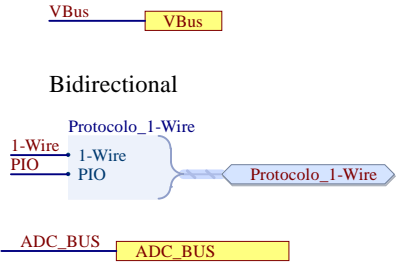 VBus
VBus
Bidirectional
Protocolo_1-Wire
1-Wire
1-Wire
PIO
PIO
Protocolo_1-Wire
ADC_BUS
ADC_BUS